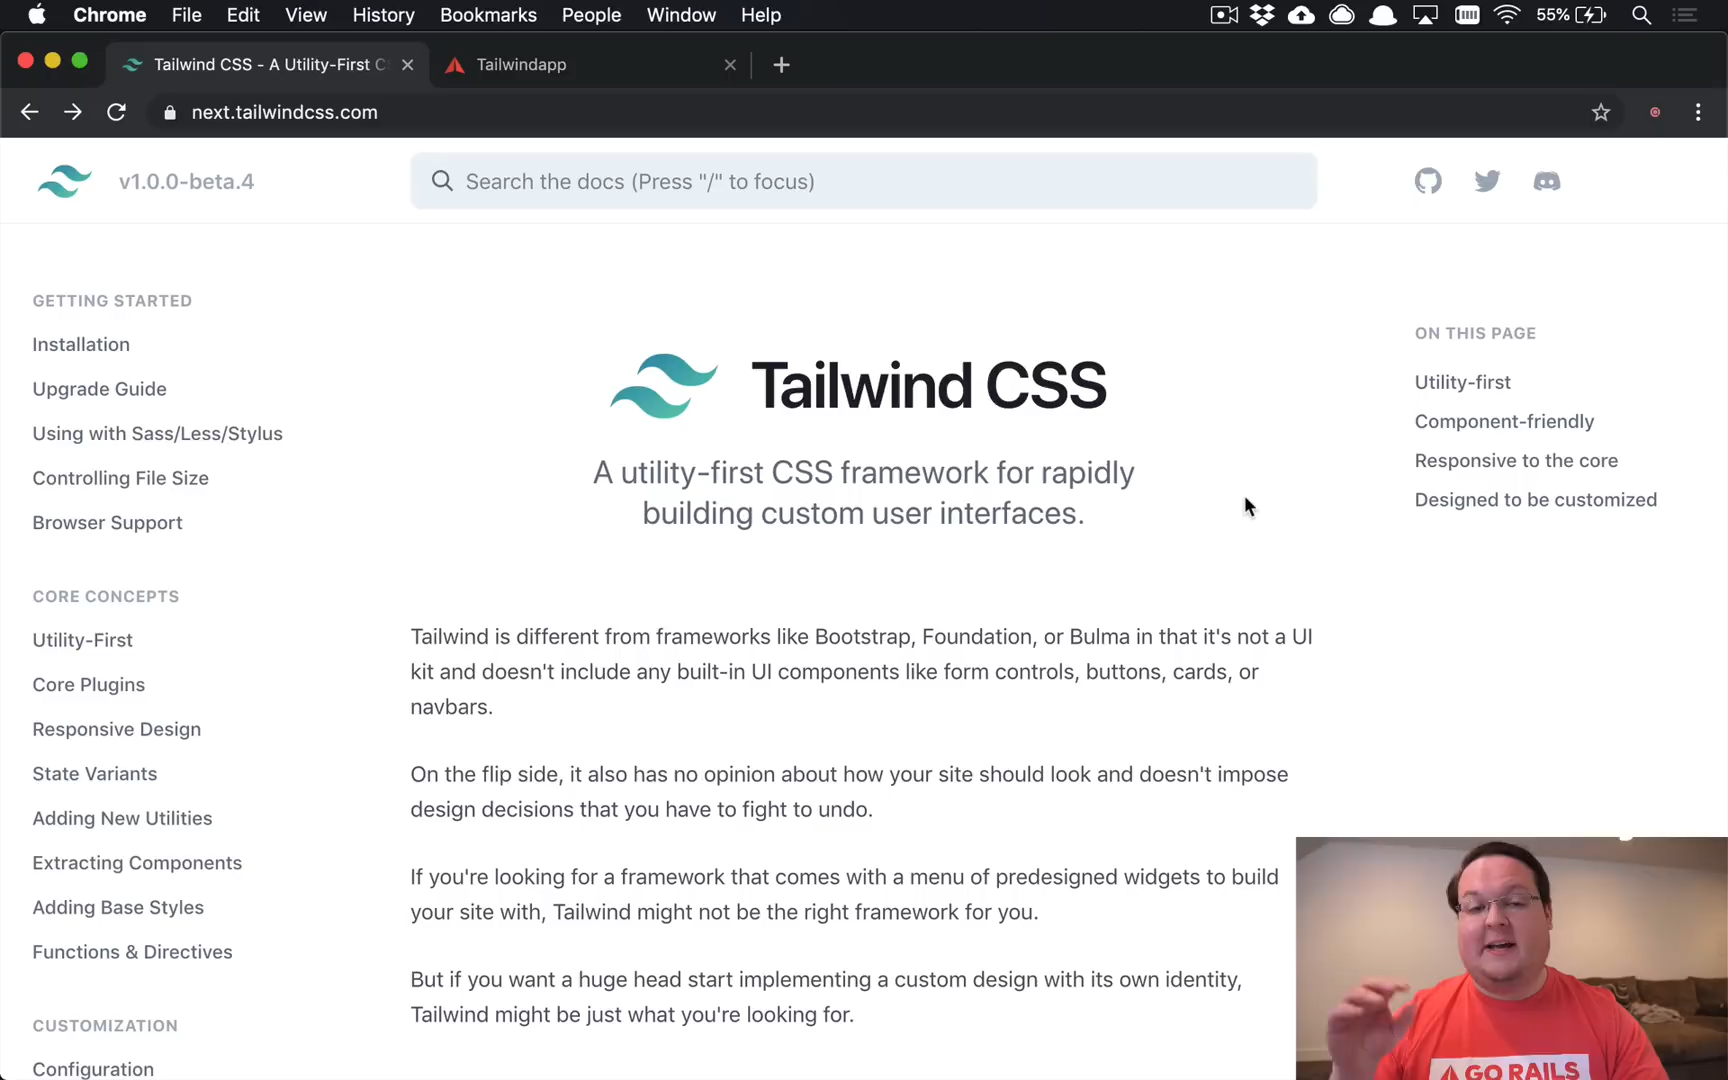 Chrome File Edit View History Bookmarks People Window Help 55%
Tailwind CSS - A Utility-First C
Tailwindapp
next.tailwindcss.com
v1.0.0-beta.4
Search the docs (Press "/" to focus)
GETTING STARTED
Installation
Upgrade Guide
Using with Sass/Less/Stylus
Controlling File Size
Browser Support
CORE CONCEPTS
Utility-First
Core Plugins
Responsive Design
State Variants
Adding New Utilities
Extracting Components
Adding Base Styles
Functions & Directives
CUSTOMIZATION
Configuration
Tailwind CSS
A utility-first CSS framework for rapidly
building custom user interfaces.
Tailwind is different from frameworks like Bootstrap, Foundation, or Bulma in that it's not a UI
kit and doesn't include any built-in UI components like form controls, buttons, cards, or
navbars.
On the flip side, it also has no opinion about how your site should look and doesn't impose
design decisions that you have to fight to undo.
If you're looking for a framework that comes with a menu of predesigned widgets to build
your site with, Tailwind might not be the right framework for you.
But if you want a huge head start implementing a custom design with its own identity,
Tailwind might be just what you're looking for.
ON THIS PAGE
Utility-first
Component-friendly
Responsive to the core
Designed to be customized
GO RAILS